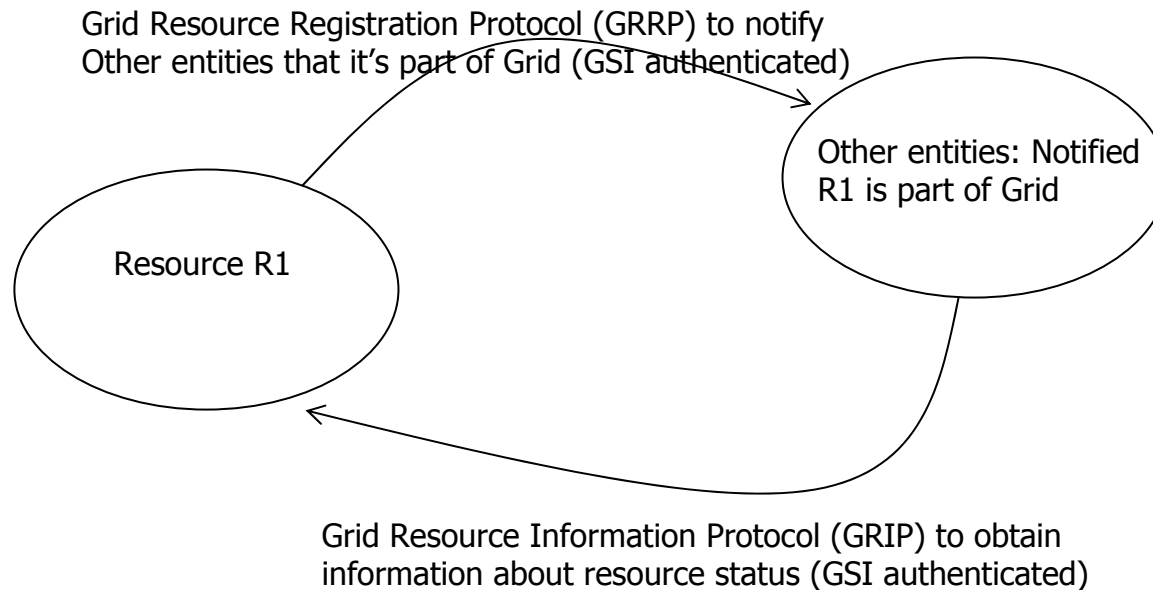 Grid Resource Registration Protocol (GRRP) to notify
Other entities that it's part of Grid (GSI authenticated)
Other entities: Notified
R1 is part of Grid
Resource R1
Grid Resource Information Protocol (GRIP) to obtain
information about resource status (GSI authenticated)